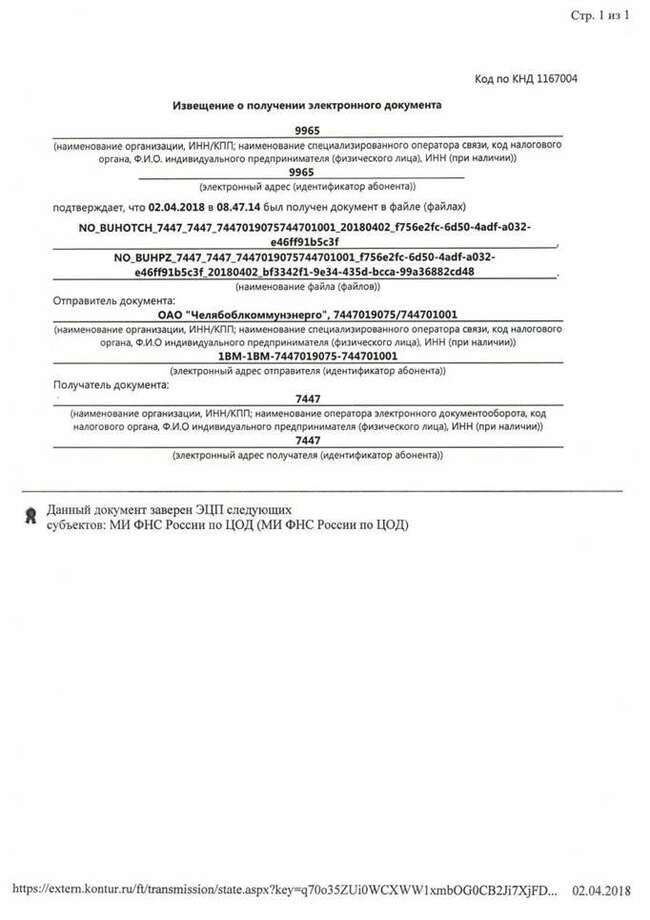 Стр. 1 из 1
Код по КНД 1167004
Извещение о получении электронного документа
9965
(наименование организации, ИНН/КПП; наименование специализированного оператора связи, код налогового
органа, Ф.И.О. индивидуального предпринимателя (физического лица), ИНН (при наличии))
9965
(электронный адрес (идентификатор абонента))
подтверждает, что 02.04.2018 в 08.47.14 был получен документ в файле (файлах)
NO_BUHOTCH_7447_7447_7447019075744701001_20180402_f756e2fc-6d50-4adf-a032-
e46ff91b5c3f ,
NO_BUHPZ_7447_7447_7447019075744701001_f756e2fc-6d50-4adf-a032-
e46ff91b5c3f_20180402_bf3342f1-9e34-435d-bcca-99a36882cd48 .
(наименование файла (файлов))
Отправитель документа:
ОАО "Челябоблкоммунэнерго", 7447019075/744701001
(наименование организации, ИНН/КПП; наименование специализированного оператора связи, код налогового
органа, Ф.И.О индивидуального предпринимателя (физического лица), ИНН (при наличии))
1BM-1BM-7447019075-744701001
(электронный адрес отправителя (идентификатор абонента))
Получатель документа:
7447
(наименование организации, ИНН/КПП; наименование оператора электронного документооборота, код
налогового органа, Ф.И.О индивидуального предпринимателя (физического лица), ИНН (при наличии))
7447
(электронный адрес получателя (идентификатор абонента))
Данный документ заверен ЭЦП следующих
субъектов: МИ ФНС России по ЦОД (МИ ФНС России по ЦОД)
https://extern.kontur.ru/ft/transmission/state.aspx?key=q70o35ZUi0WCXWW1xmbOG0CB2Ji7XjFD... 02.04.2018